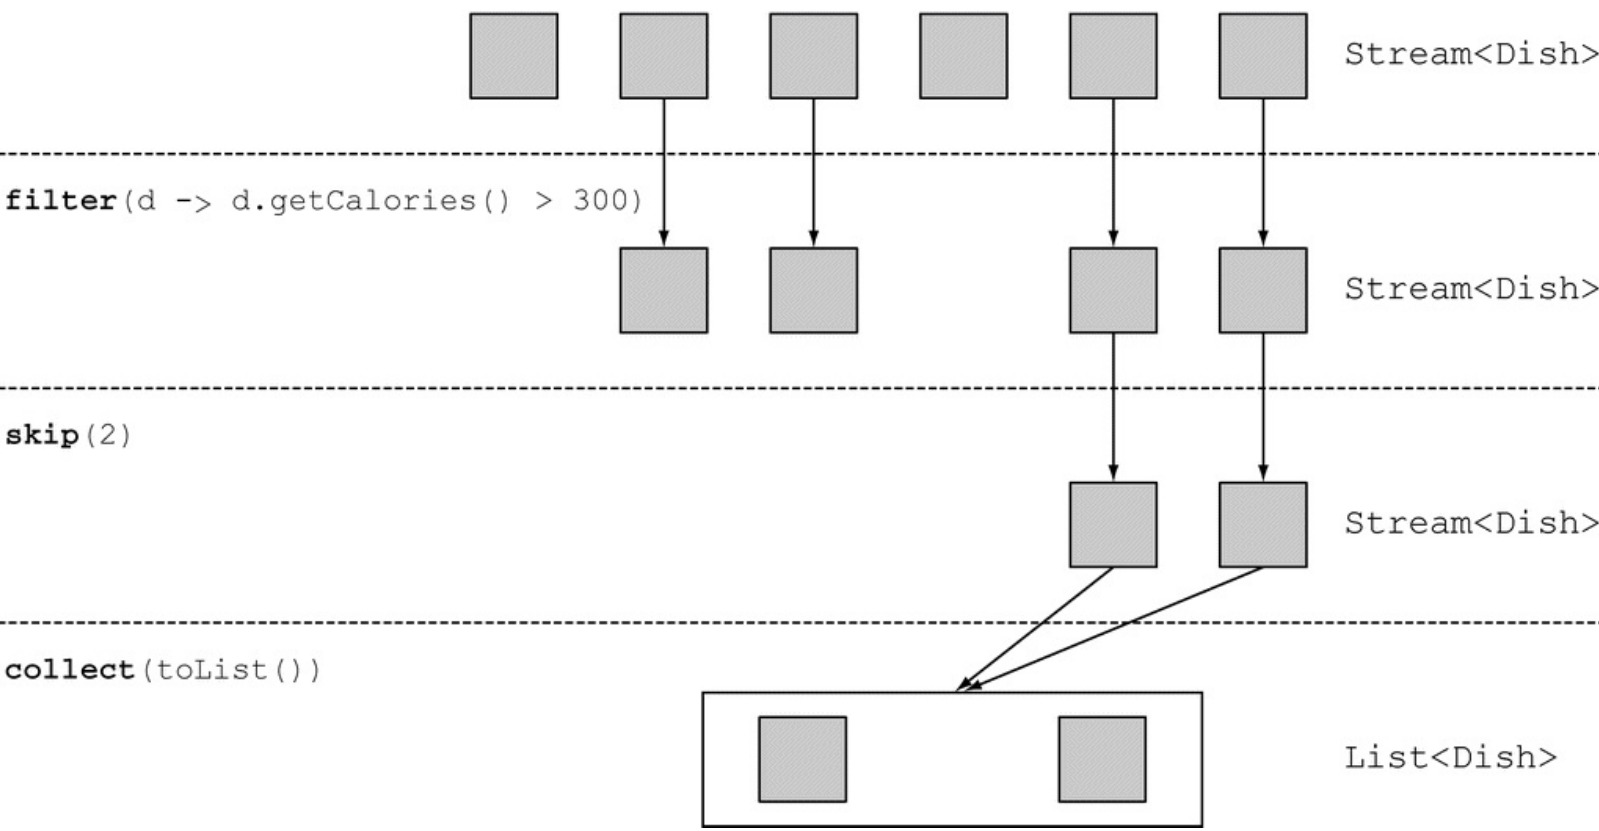 Stream<Dish>
filter(d -> d.getCalories() > 300)
Stream<Dish>
skip(2)
Stream<Dish>
collect(toList())
List<Dish>